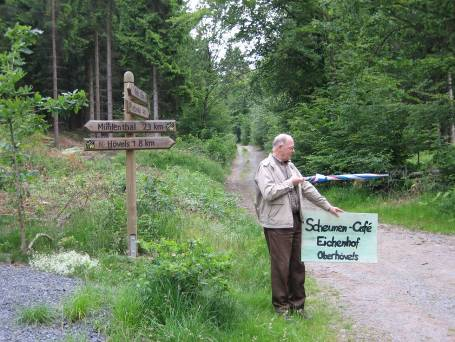 Mühlenthal 2,3 km
N. Hövels 1,8 km
Scheunen-Café
Eichenhof
Oberhövels